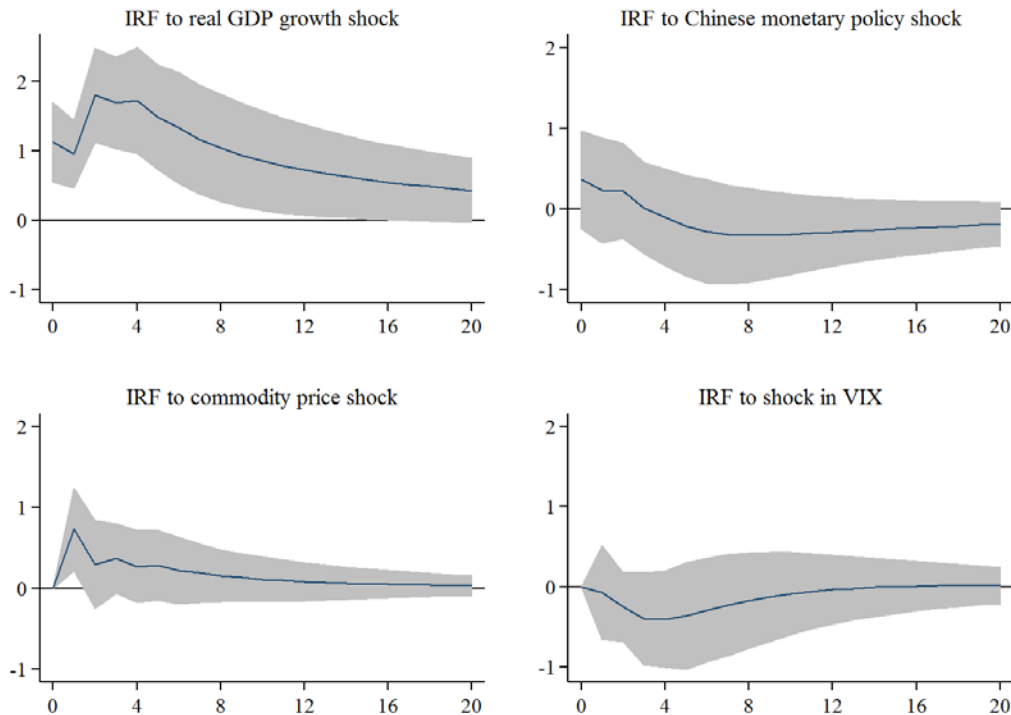 IRF to real GDP growth shock
2
1
0
-1
0 4 8 12 16 20
IRF to Chinese monetary policy shock
2
1
0
-1
0 4 8 12 16 20
IRF to commodity price shock
2
1
0
-1
0 4 8 12 16 20
IRF to shock in VIX
2
1
0
-1
0 4 8 12 16 20